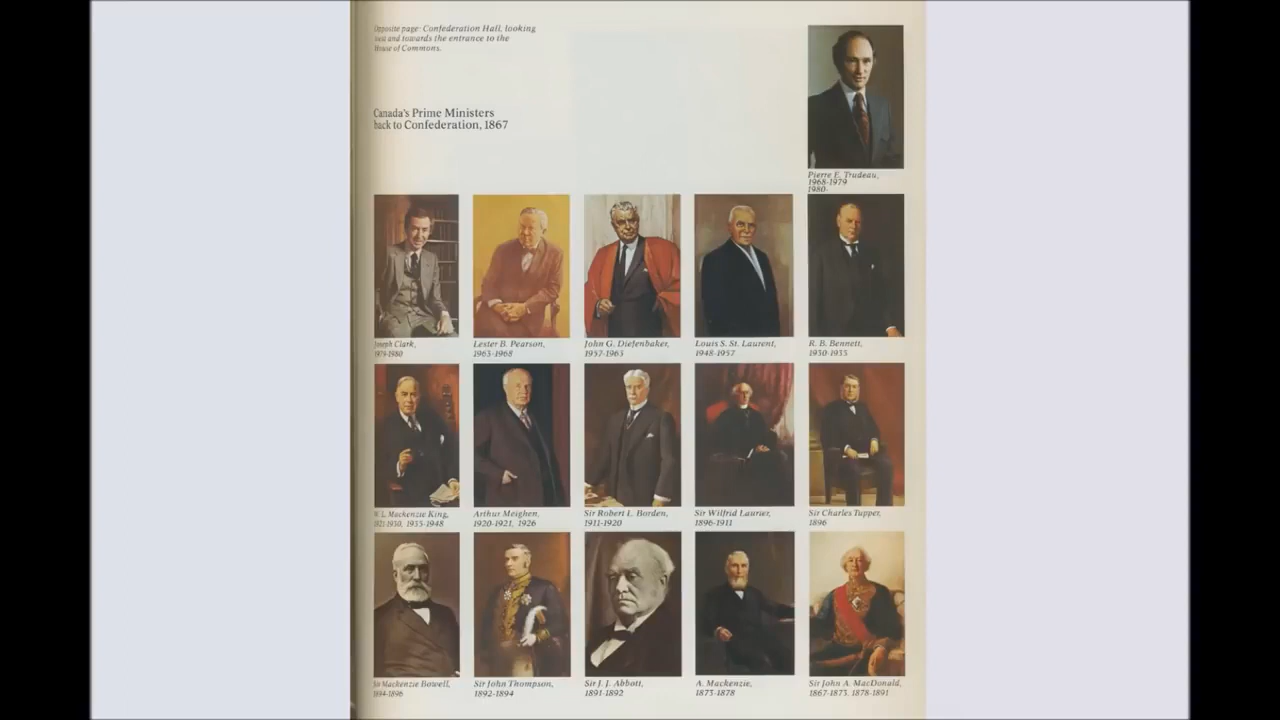 Opposite page: Confederation Hall, looking
and towards the entrance to the
House of Commons.
Canada's Prime Ministers
back to Confederation, 1867
Pierre E. Trudeau,
1968-1979
1980-
Joseph Clark,
1979-1980
Lester B. Pearson,
1963-1968
John G. Diefenbaker,
1957-1963
Louis S. St. Laurent,
1948-1957
R. B. Bennett,
1930-1935
W. L. Mackenzie King,
1921-1930, 1935-1948
Arthur Meighen,
1920-1921, 1926
Sir Robert L. Borden,
1911-1920
Sir Wilfrid Laurier,
1896-1911
Sir Charles Tupper,
1896
Sir Mackenzie Bowell,
1894-1896
Sir John Thompson,
1892-1894
Sir J. J. Abbott,
1891-1892
A. Mackenzie,
1873-1878
Sir John A. MacDonald,
1867-1873, 1878-1891